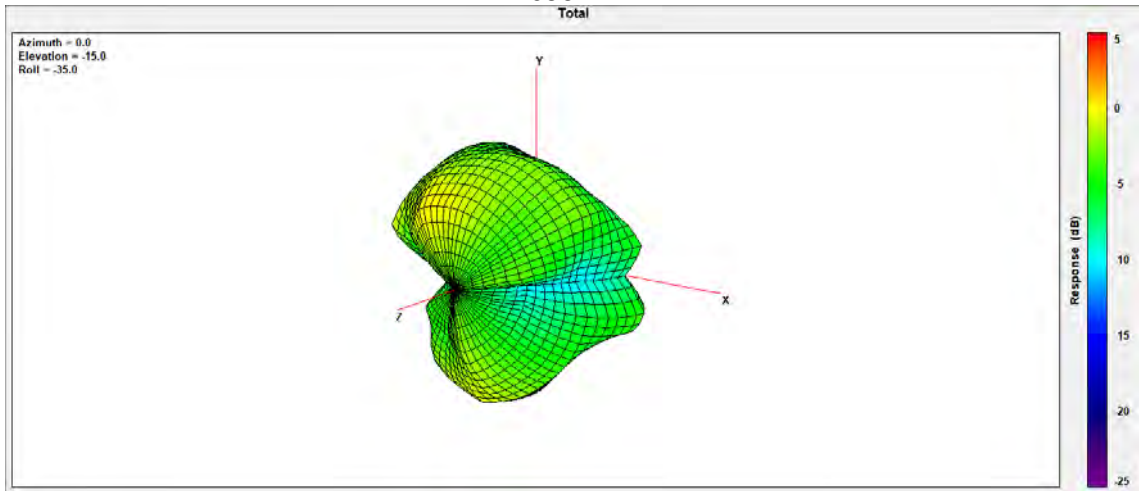 Total
Azimuth = 0.0
Elevation = -15.0
Roll = -35.0
Y
X
Z
5
0
5
10
15
-20
-25
Response (dB)